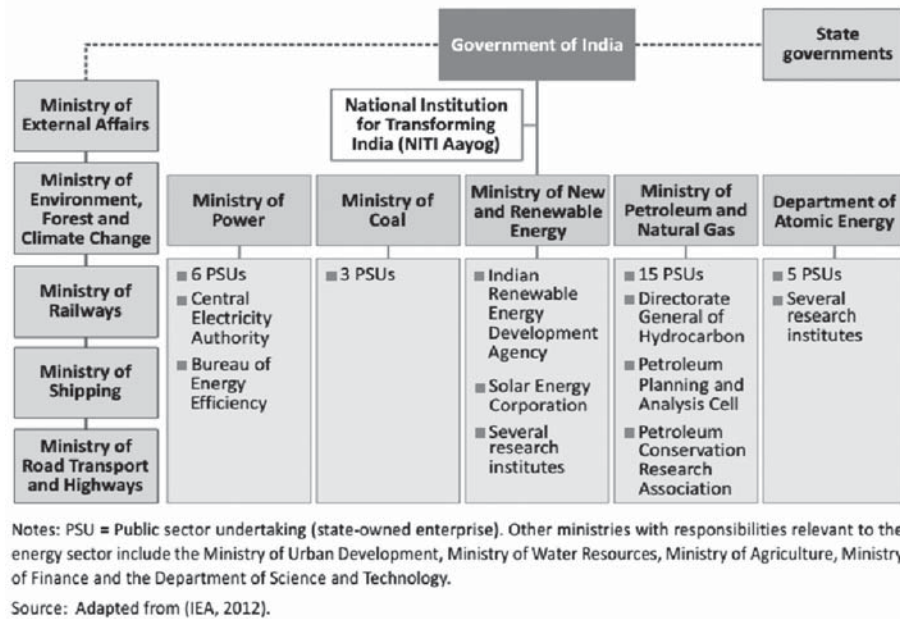 Government of India
State
governments
Ministry of
External Affairs
National Institution
for Transforming
India (NITI Aayog)
Ministry of
Environment,
Forest and
Climate Change
Ministry of
Railways
Ministry of
Shipping
Ministry of
Road Transport
and Highways
Ministry of
Power
6 PSUs
Central
Electricity
Authority
Bureau of
Energy
Efficiency
Ministry of
Coal
3 PSUs
Ministry of New
and Renewable
Energy
Indian
Renewable
Energy
Development
Agency
Solar Energy
Corporation
Several
research
institutes
Ministry of
Petroleum and
Natural Gas
15 PSUs
Directorate
General of
Hydrocarbon
Petroleum
Planning and
Analysis Cell
Petroleum
Conservation
Research
Association
Department of
Atomic Energy
5 PSUs
Several
research
institutes
Notes: PSU = Public sector undertaking (state-owned enterprise). Other ministries with responsibilities relevant to the
energy sector include the Ministry of Urban Development, Ministry of Water Resources, Ministry of Agriculture, Ministry
of Finance and the Department of Science and Technology.
Source: Adapted from (IEA, 2012).